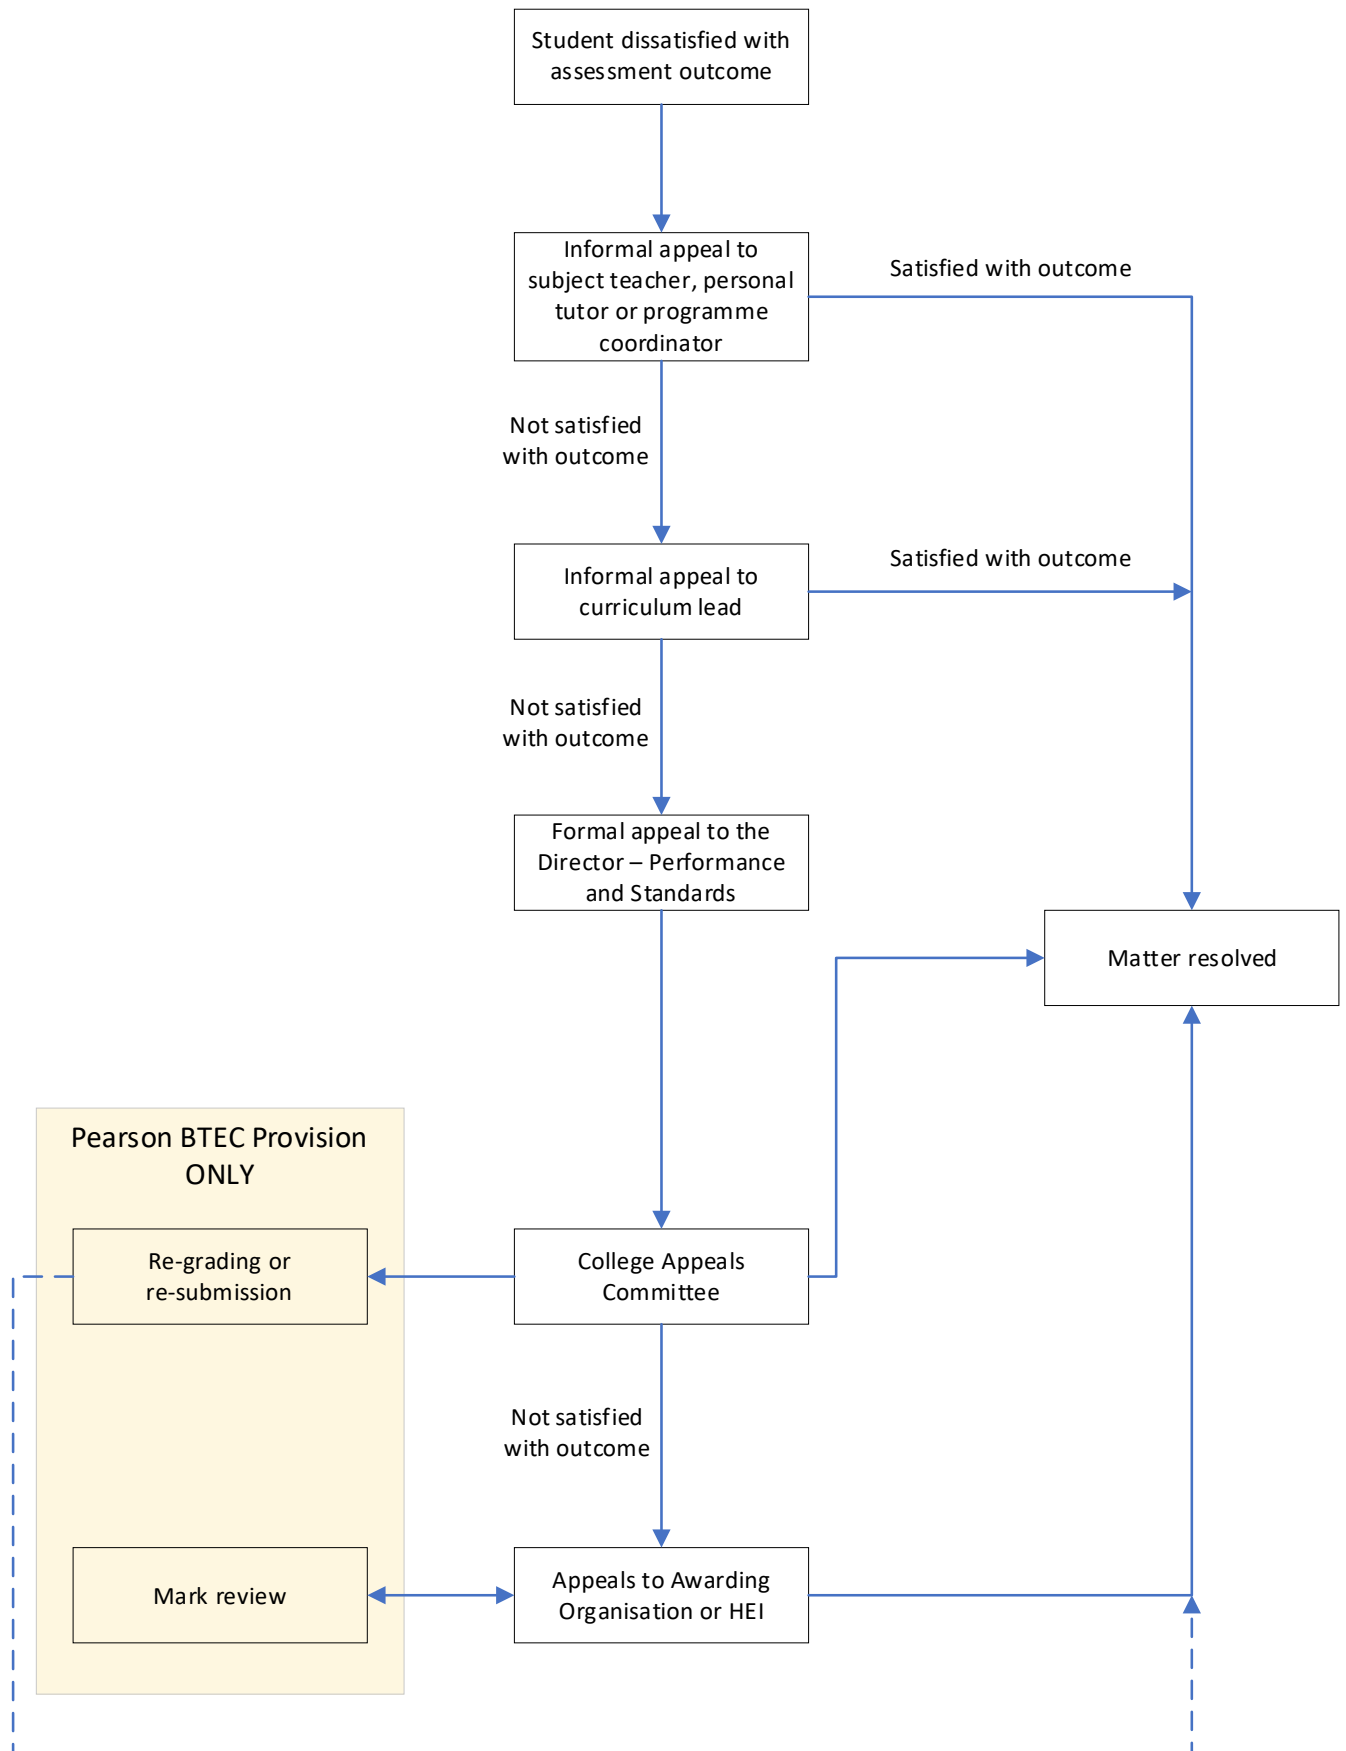 Student dissatisfied with
assessment outcome
Informal appeal to
subject teacher, personal
tutor or programme
coordinator
Satisfied with outcome
Not satisfied
with outcome
Informal appeal to
curriculum lead
Satisfied with outcome
Not satisfied
with outcome
Formal appeal to the
Director – Performance
and Standards
Matter resolved
Pearson BTEC Provision
ONLY
Re-grading or
re-submission
College Appeals
Committee
Not satisfied
with outcome
Mark review
Appeals to Awarding
Organisation or HEI